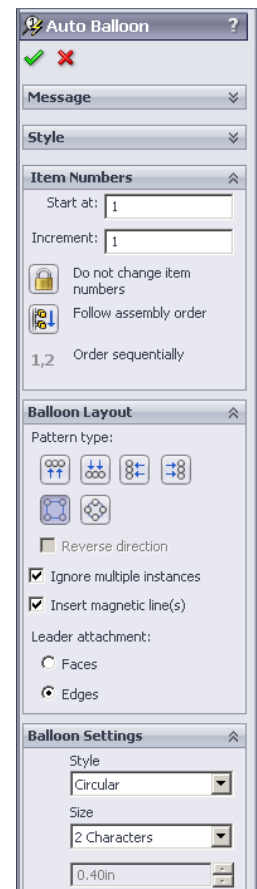 Auto Balloon ?
Message
Style
Item Numbers
Start at: 1
Increment: 1
Do not change item
numbers
Follow assembly order
1,2 Order sequentially
Balloon Layout
Pattern type:
Reverse direction
Ignore multiple instances
Insert magnetic line(s)
Leader attachment:
Faces
Edges
Balloon Settings
Style
Circular
Size
2 Characters
0.40in